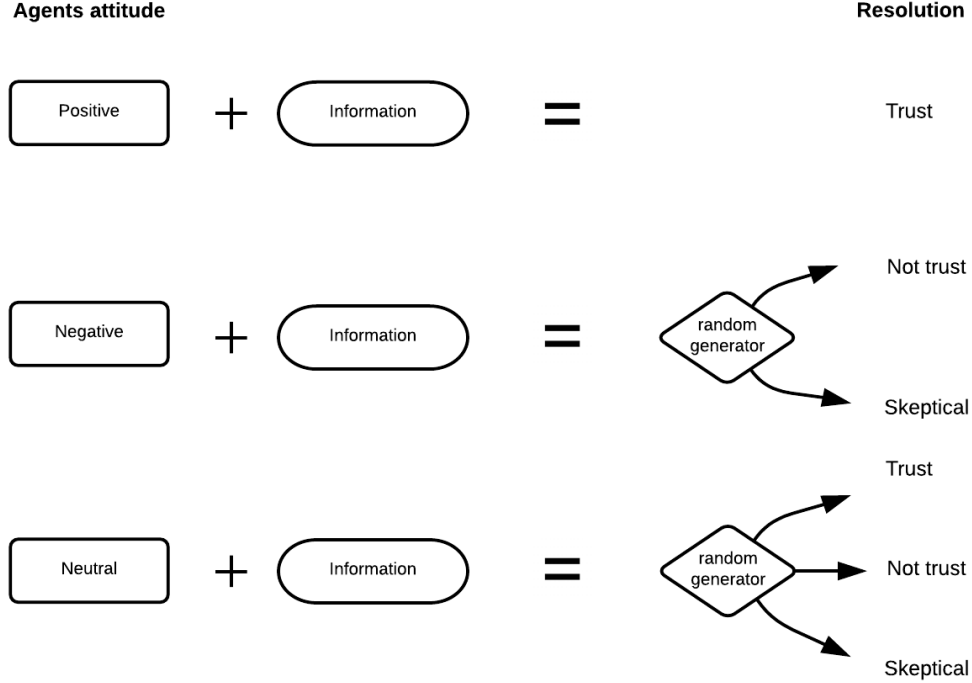 Agents attitude
Resolution
Positive
+
Information
=
Trust
Negative
+
Information
=
random
generator
Not trust
Skeptical
Neutral
+
Information
=
random
generator
Trust
Not trust
Skeptical